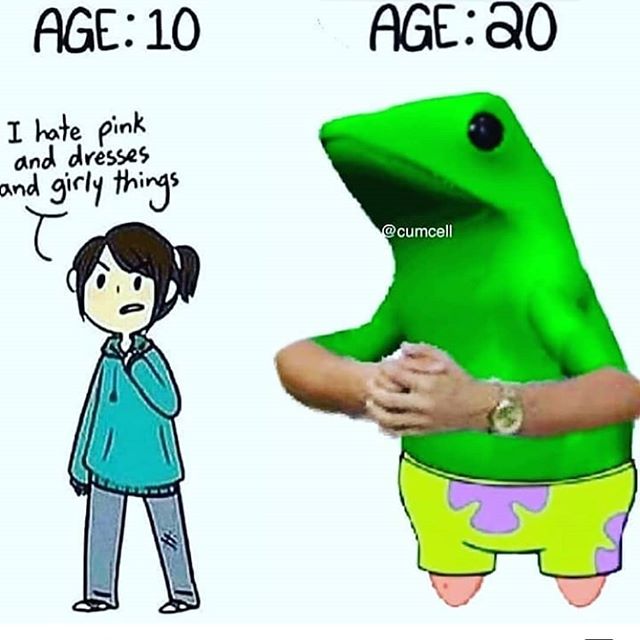 AGE: 10
AGE: 20
I hate pink
and dresses
and girly things
@cumcell